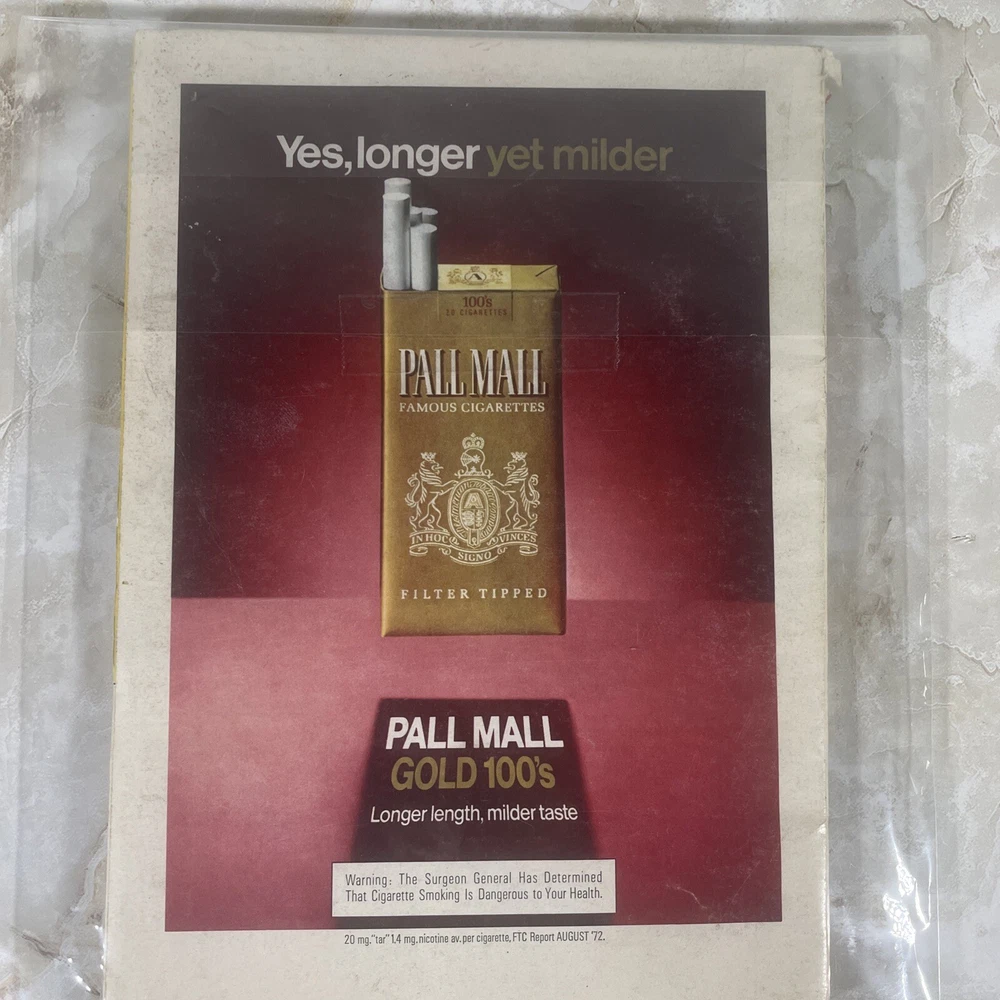 Yes, longer yet milder
100's
20 CIGARETTES
PALL MALL
FAMOUS CIGARETTES
IN HOC SIGNO VINCES
FILTER TIPPED
PALL MALL
GOLD 100's
Longer length, milder taste
Warning: The Surgeon General Has Determined
That Cigarette Smoking Is Dangerous to Your Health.
20 mg. "tar" 1.4 mg. nicotine av. per cigarette, FTC Report AUGUST '72.